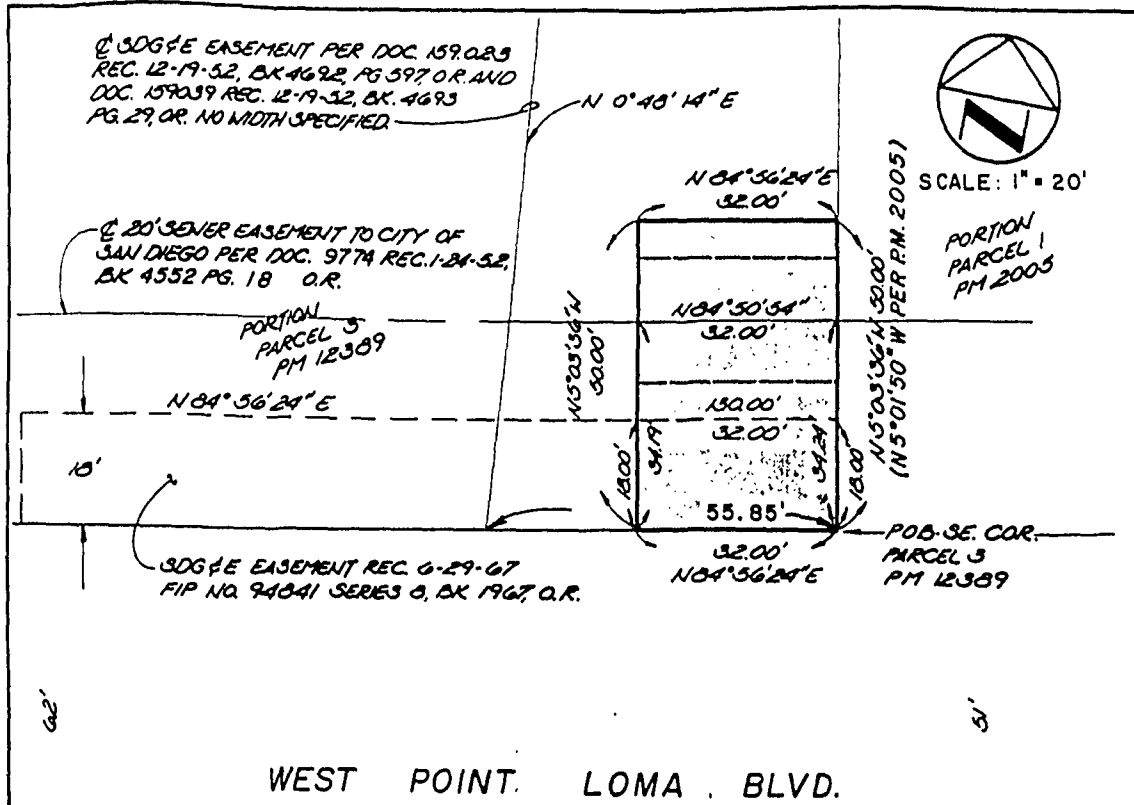 ℄ SDG&E EASEMENT PER DOC. 159023
REC. 12-19-52, BK 4692, PG 597, O.R. AND
DOC. 159039 REC. 12-19-52, BK. 4693
PG. 29, O.R. NO WIDTH SPECIFIED.
N 0°48'14" E
SCALE: 1" = 20'
N 84°56'24" E
32.00'
℄ 20' SEWER EASEMENT TO CITY OF
SAN DIEGO PER DOC. 9774 REC. 1-24-52,
BK 4552 PG. 18 O.R.
PORTION
PARCEL 1
PM 2005
PORTION
PARCEL 3
PM 12389
N5°03'36"W
50.00'
N84°50'54"
32.00'
N5°03'36"W 50.00'
(N5°01'50"W PER P.M. 2005)
N 84°56'24" E
130.00'
32.00'
18'
18.00'
34.19'
34.24'
18.00'
55.85'
32.00'
N84°56'24"E
POB-SE. COR.
PARCEL 3
PM 12389
SDG&E EASEMENT REC. 6-29-67
F/P NO. 94841 SERIES 8, BK 1967, O.R.
62'
51'
WEST POINT. LOMA . BLVD.